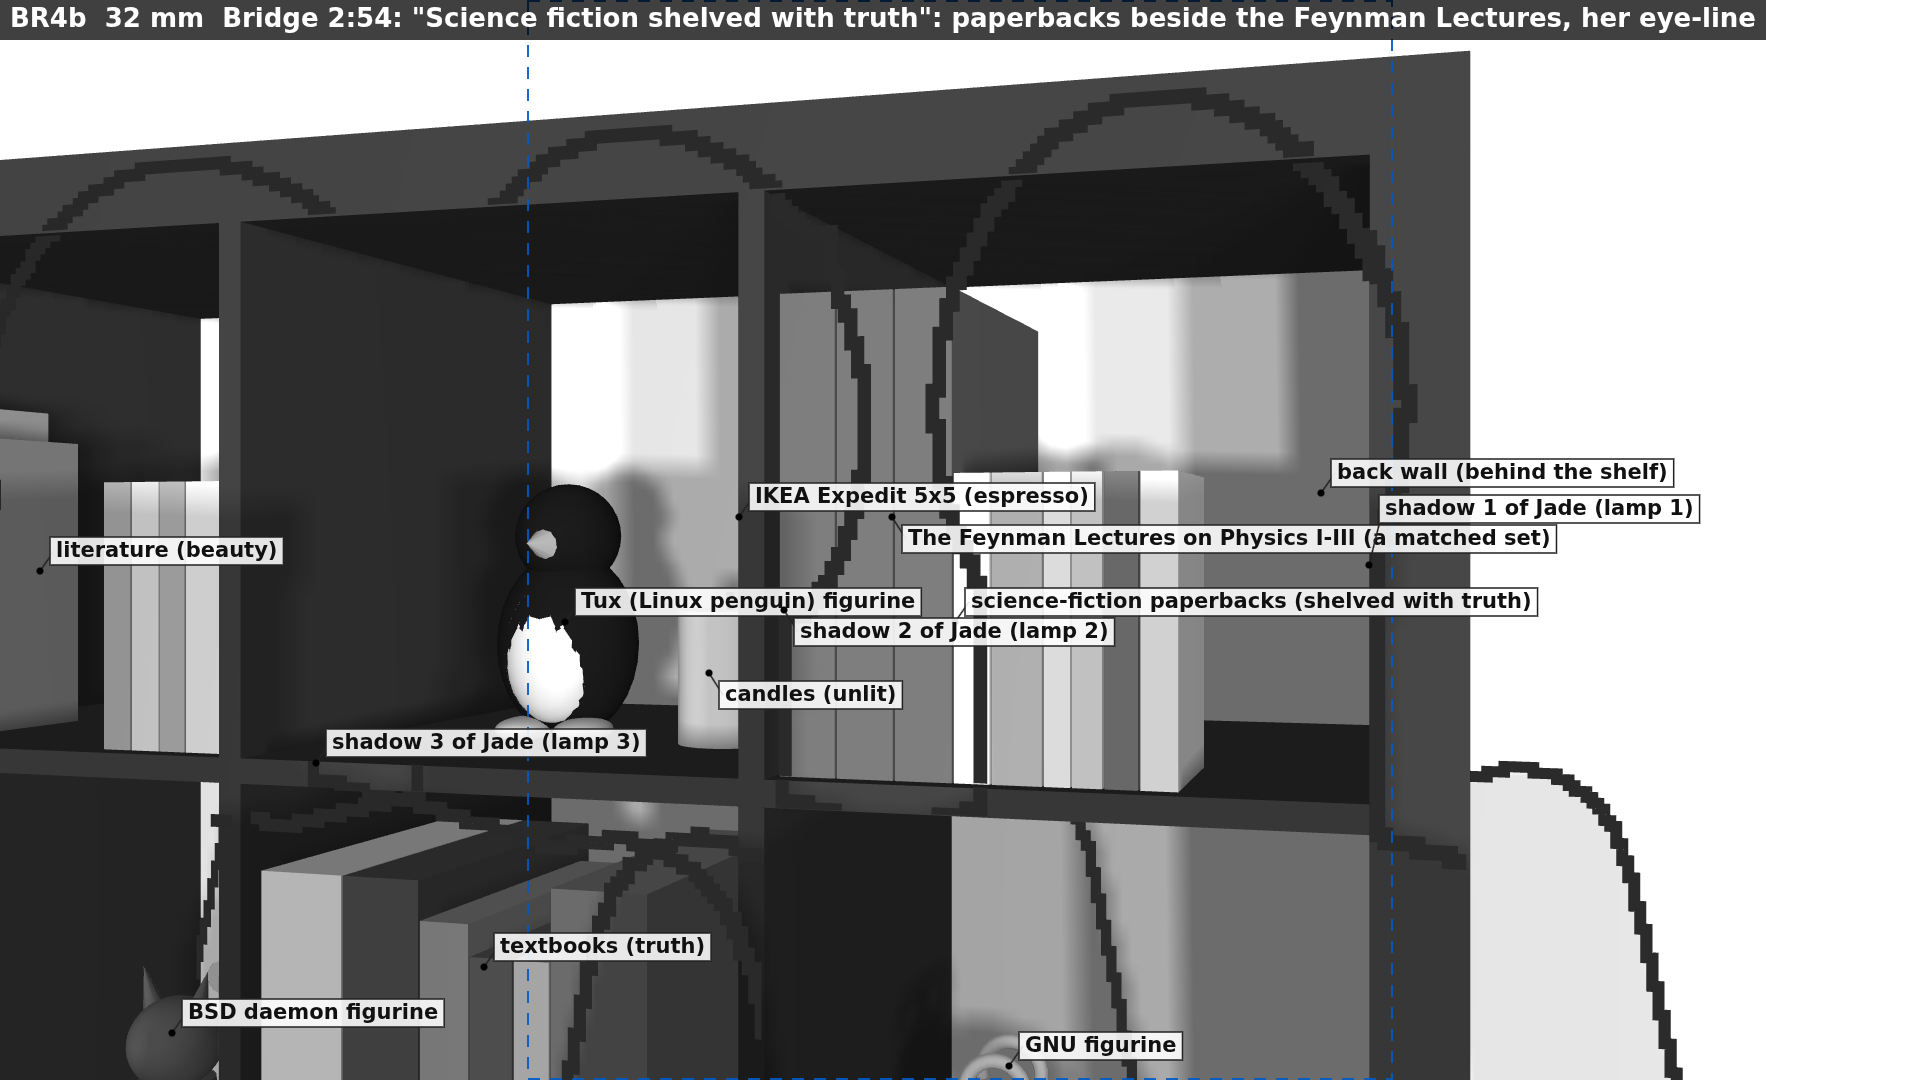 BR4b 32 mm Bridge 2:54: "Science fiction shelved with truth": paperbacks beside the Feynman Lectures, her eye-line
back wall (behind the shelf)
IKEA Expedit 5x5 (espresso)
shadow 1 of Jade (lamp 1)
The Feynman Lectures on Physics I-III (a matched set)
literature (beauty)
Tux (Linux penguin) figurine
science-fiction paperbacks (shelved with truth)
shadow 2 of Jade (lamp 2)
candles (unlit)
shadow 3 of Jade (lamp 3)
textbooks (truth)
BSD daemon figurine
GNU figurine